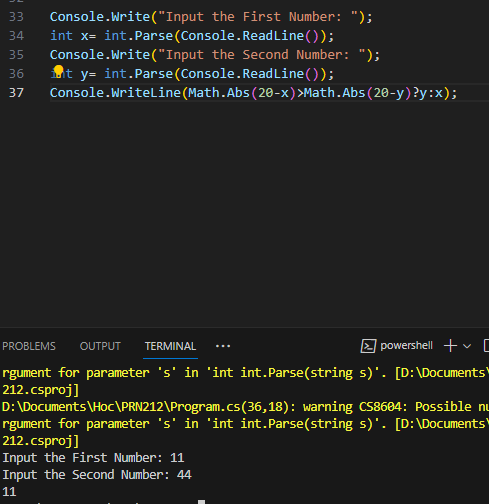 33 Console.Write("Input the First Number: ");
34 int x= int.Parse(Console.ReadLine());
35 Console.Write("Input the Second Number: ");
36 int y= int.Parse(Console.ReadLine());
37 Console.WriteLine(Math.Abs(20-x)>Math.Abs(20-y)?y:x);
PROBLEMS OUTPUT TERMINAL ··· powershell
rgument for parameter 's' in 'int int.Parse(string s)'. [D:\Documents\
212.csproj]
D:\Documents\Hoc\PRN212\Program.cs(36,18): warning CS8604: Possible nu
rgument for parameter 's' in 'int int.Parse(string s)'. [D:\Documents\
212.csproj]
Input the First Number: 11
Input the Second Number: 44
11